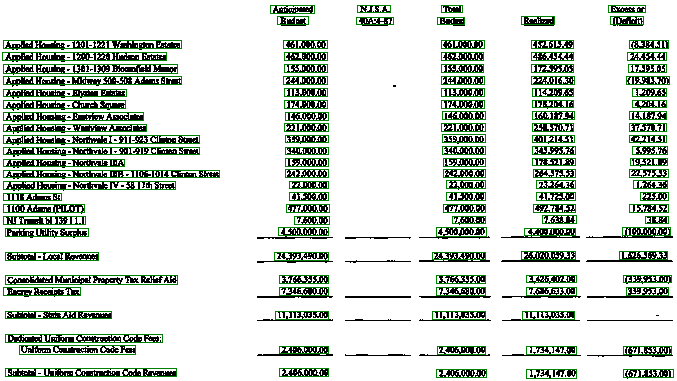 Anticipated N.J.S.A. Total Excess or
Budget 40A:4-87 Budget Realized (Deficit)
Applied Housing - 1201-1221 Washington Estates 461,000.00 461,000.00 452,615.49 (8,384.51)
Applied Housing - 1200-1220 Hudson Estates 462,000.00 462,000.00 486,454.44 24,454.44
Applied Housing - 1301-1309 Bloomfield Manor 155,000.00 155,000.00 172,395.05 17,395.05
Applied Housing - Midway 500-508 Adams Street 244,000.00 244,000.00 224,016.30 (19,983.70)
Applied Housing - Elysian Estates 113,000.00 113,000.00 114,209.65 1,209.65
Applied Housing - Church Square 174,000.00 174,000.00 178,204.16 4,204.16
Applied Housing - Eastview Associates 146,000.00 146,000.00 160,187.94 14,187.94
Applied Housing - Westview Associates 221,000.00 221,000.00 258,570.71 37,570.71
Applied Housing - Northvale I - 911-923 Clinton Street 359,000.00 359,000.00 401,214.51 42,214.51
Applied Housing - Northvale I - 901-919 Clinton Street 340,000.00 340,000.00 345,995.76 5,995.76
Applied Housing - Northvale IIIA 159,000.00 159,000.00 178,521.89 19,521.89
Applied Housing - Northvale IIIB - 1106-1014 Clinton Street 242,000.00 242,000.00 264,575.33 22,575.33
Applied Housing - Northvale IV - 58 13th Street 22,000.00 22,000.00 23,264.36 1,264.36
1118 Adams St 41,500.00 41,500.00 41,725.00 225.00
1100 Adams (PILOT) 477,000.00 477,000.00 492,784.52 15,784.52
NJ Transit bl 139 l 1.1 7,600.00 7,600.00 7,638.84 38.84
Parking Utility Surplus 4,500,000.00 4,500,000.00 4,400,000.00 (100,000.00)
Subtotal - Local Revenues 24,393,490.00 24,393,490.00 26,020,059.33 1,626,569.33
Consolidated Municipal Property Tax Relief Aid 3,766,355.00 3,766,355.00 3,426,402.00 (339,953.00)
Energy Receipts Tax 7,346,680.00 7,346,680.00 7,686,633.00 339,953.00
Subtotal - State Aid Revenues 11,113,035.00 11,113,035.00 11,113,035.00 -
Dedicated Uniform Construction Code Fees:
Uniform Construction Code Fees 2,406,000.00 2,406,000.00 1,734,147.00 (671,853.00)
Subtotal - Uniform Construction Code Revenues 2,406,000.00 2,406,000.00 1,734,147.00 (671,853.00)